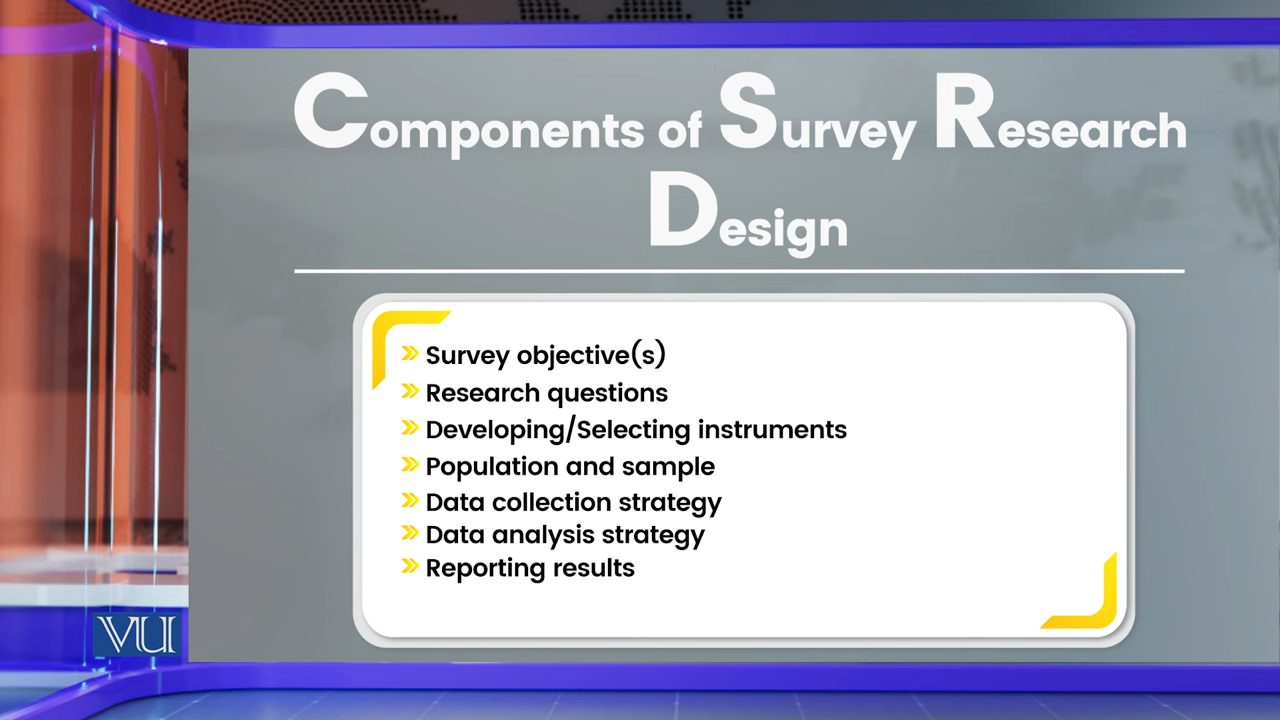 Components of Survey Research
Design
Survey objective(s)
Research questions
Developing/Selecting instruments
Population and sample
Data collection strategy
Data analysis strategy
Reporting results
VU